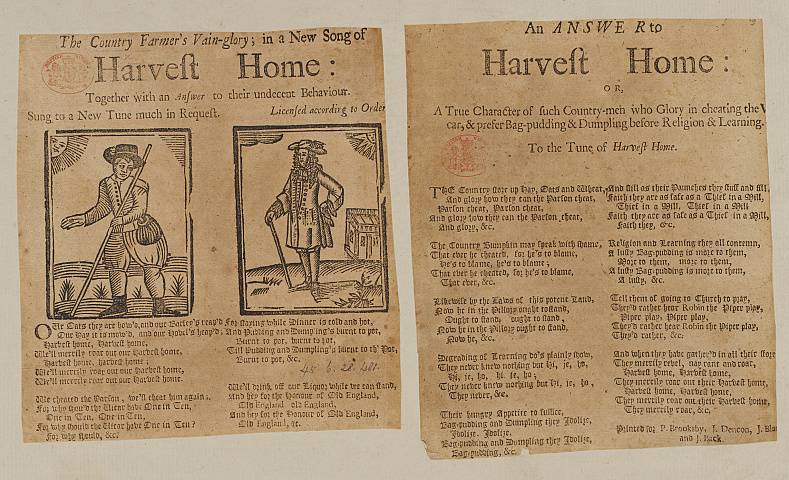 The Country Farmer's Vain-glory; in a New Song of
Harveſt Home:
Together with an Anſwer to their undecent Behaviour.
Sung to a New Tune much in Requeſt.
Licenſed according to Order
OUr Oats they are how'd, and our Barley's reap'd
Our Hay it is mow'd, and our Hovel's heap'd;
Harveſt home, Harveſt home,
We'll merrily roar out our Harveſt home,
Harveſt home, harveſt home;
We'll merrily roar out our Harveſt home,
We'll merrily roar out our Harveſt home.
We cheated the Parſon, we'll cheat him again,
For why ſhou'd the Vicar have One in Ten,
One in Ten, One in Ten,
For why ſhould the Vicar have One in Ten?
For why ſhould, &c.
For ſtaying while Dinner is cold and hot,
And Pudding and Dumpling's burnt to pot,
Burnt to pot, burnt to pot,
Till Pudding and Dumpling's burnt to th' Pot,
Burnt to pot, &c.
We'll drink off our Liquor while we can ſtand,
And hey for the Honour of Old England,
Old England, old England,
And hey for the Honour of Old England,
Old England, &c.
An ANSWER to
Harveſt Home:
OR,
A True Character of ſuch Country-men who Glory in cheating the V
car, & prefer Bag-pudding & Dumpling before Religion & Learning.
To the Tune of Harveſt Home.
THE Country ſtore up Hay, Oats and Wheat,
And glory how they can the Parſon cheat,
Parſon cheat, Parſon cheat,
And glory how they can the Parſon cheat,
And glory, &c.
The Country Bumpkin may ſpeak with ſhame,
That ever he cheated, for he's to blame,
He's to blame, he's to blame;
That ever he cheated, for he's to blame,
That ever, &c.
Likewiſe by the Laws of this potent Land,
Now he in the Pillory ought to ſtand,
Ought to ſtand, ought to ſtand,
Now he in the Pillory ought to ſtand,
Now he, &c.
Degrading of Learning do's plainly ſhow,
They never knew nothing but Hi, je, ho,
Hi, je, ho, hi, je, ho;
They never knew nothing but Hi, je, ho,
They never, &c.
Their hungry Appetite to ſuffice,
Bag-pudding and Dumpling they Idolize,
Idolize, Idolize,
Bag-pudding and Dumpling they Idolize,
Bag-pudding, &c.
And ſtill as their Paunches they ſtuff and fill,
Faith they are as ſafe as a Thief in a Mill,
Thief in a Mill, Thief in a Mill
Faith they are as ſafe as a Thief in a Mill,
Faith they, &c.
Religion and Learning they all contemn,
A luſty Bag-pudding is more to them,
More to them, more to them,
A luſty Bag-pudding is more to them,
A luſty, &c.
Tell them of going to Church to pray,
They'd rather hear Robin the Piper play,
Piper play, Piper play,
They'd rather hear Robin the Piper play,
They'd rather, &c.
And when they have gather'd in all their ſtore
They merrily revel, nay rant and roar,
Harveſt home, Harveſt home,
They merrily roar out their Harveſt home,
Harveſt home, Harveſt home,
They merrily roar out their Harveſt home,
They merrily roar, &c.
Printed for P. Brooksby, J. Deacon, J. Bla
and J. Back.